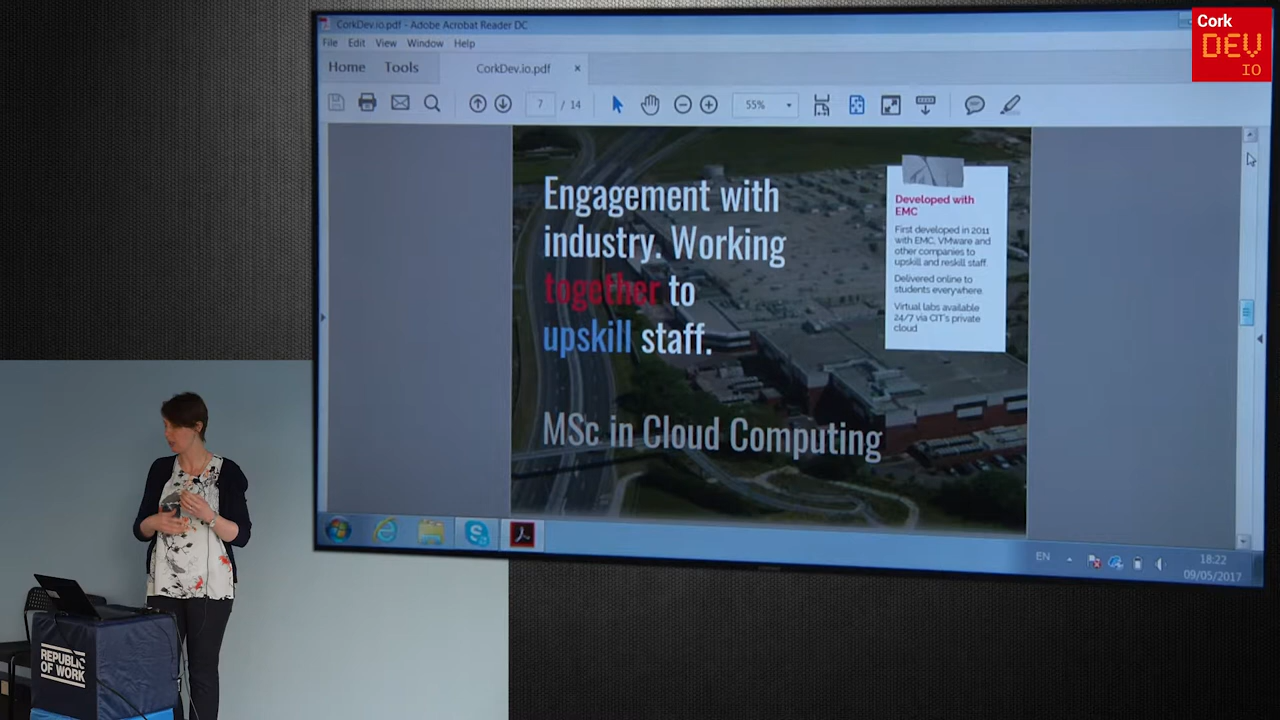 CorkDev.io.pdf - Adobe Acrobat Reader DC
File Edit View Window Help
Home Tools CorkDev.io.pdf ×
7 / 14 55%
Engagement with
industry. Working
together to
upskill staff.
MSc in Cloud Computing
Developed with
EMC
First developed in 2011
with EMC, VMware and
other companies to
upskill and reskill staff.
Delivered online to
students everywhere.
Virtual labs available
24/7 via CIT's private
cloud
EN
18:22
09/05/2017
Cork
DEV
IO
REPUBLIC
OF WORK